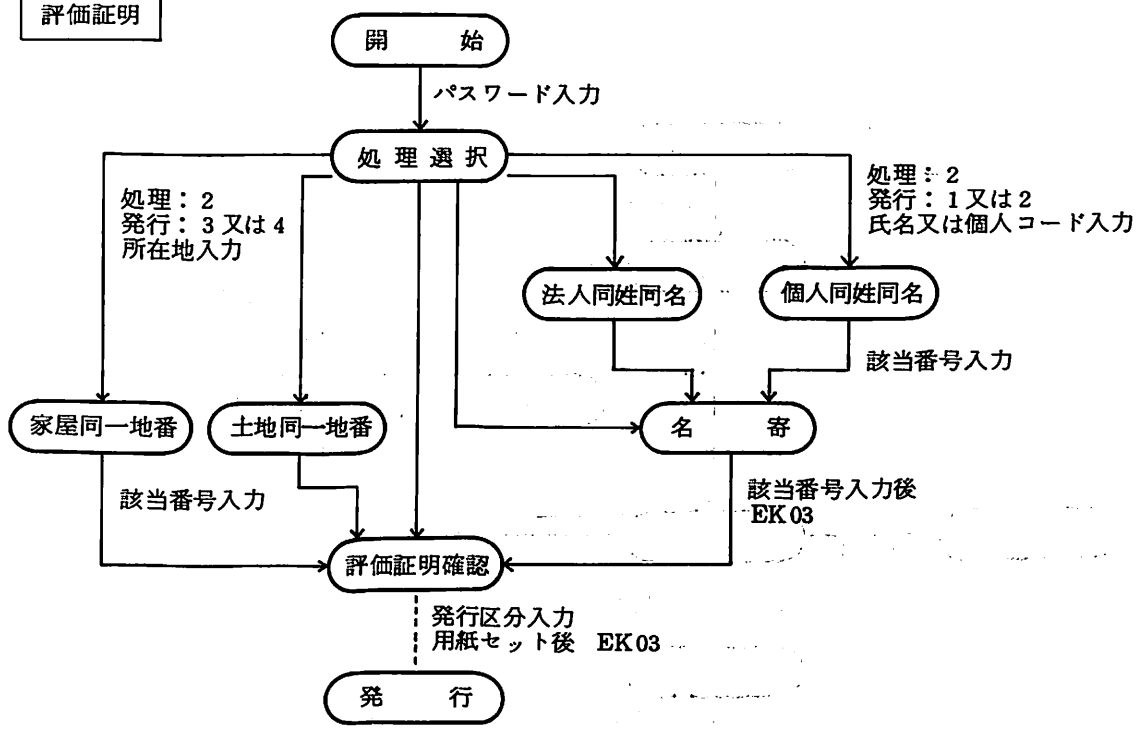 評価証明
開始
パスワード入力
処理選択
処理：2
発行：3又は4
所在地入力
処理：2
発行：1又は2
氏名又は個人コード入力
法人同姓同名
個人同姓同名
該当番号入力
家屋同一地番
土地同一地番
名寄
該当番号入力
該当番号入力後
EK03
評価証明確認
発行区分入力
用紙セット後 EK03
発行